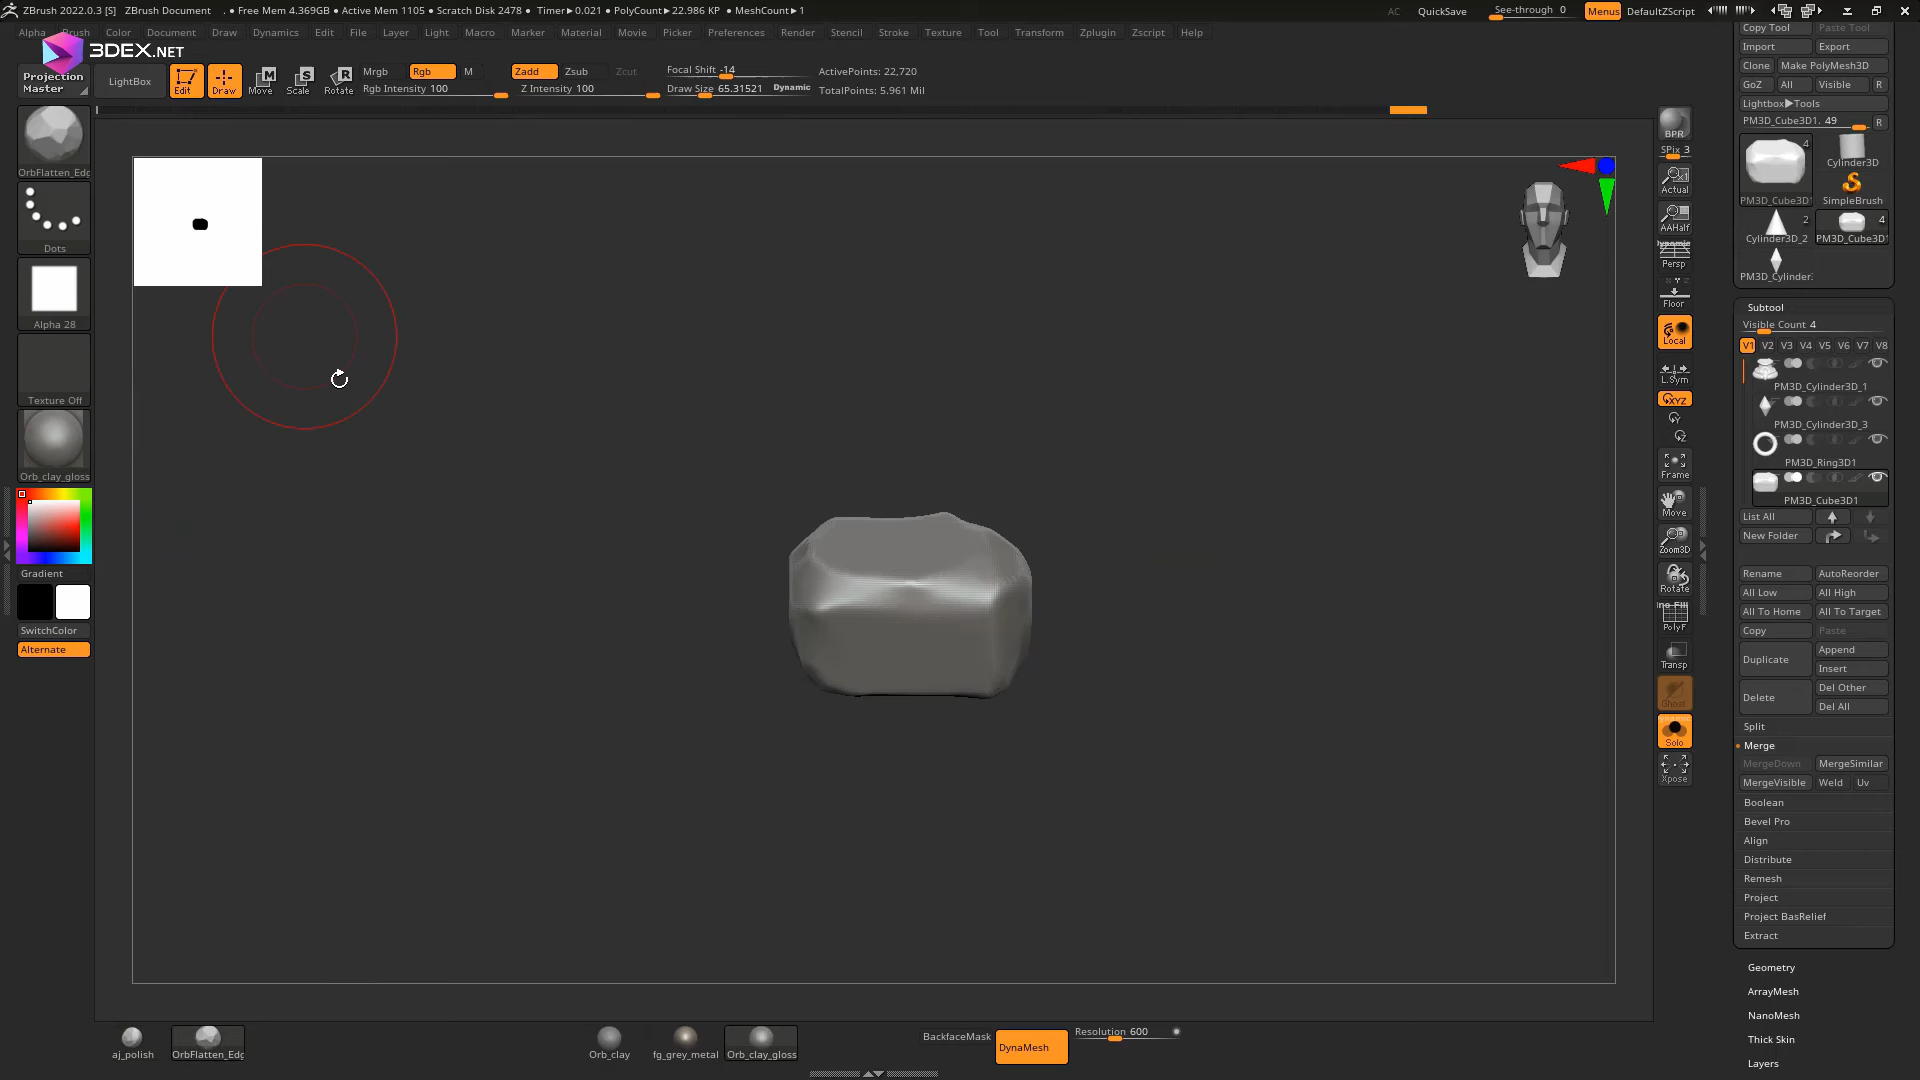 ZBrush 2022.0.3 [S] ZBrush Document . • Free Mem 4.369GB • Active Mem 1105 • Scratch Disk 2478 • Timer►0.021 • PolyCount►22.986 KP • MeshCount►1 AC QuickSave See-through 0 Menus DefaultZScript
Alpha Brush Color Document Draw Dynamics Edit File Layer Light Macro Marker Material Movie Picker Preferences Render Stencil Stroke Texture Tool Transform Zplugin Zscript Help
3DEX.NET
Projection Master
LightBox
Edit
Draw
Move
Scale
Rotate
Mrgb Rgb M
Rgb Intensity 100
Zadd Zsub Zcut
Z Intensity 100
Focal Shift -14
Draw Size 65.31521 Dynamic
ActivePoints: 22,720
TotalPoints: 5.961 Mil
OrbFlatten_Edg
Dots
Alpha 28
Texture Off
Orb_clay_gloss
Gradient
SwitchColor
Alternate
BPR
SPix 3
Actual
AAHalf
Dynamic
Persp
Floor
Local
L.Sym
XYZ
Y
Z
Frame
Move
Zoom3D
Rotate
PolyF
Transp
Ghost
Solo
Xpose
Copy Tool Paste Tool
Import Export
Clone Make PolyMesh3D
GoZ All Visible R
Lightbox►Tools
PM3D_Cube3D1. 49 R
4
Cylinder3D
PM3D_Cube3D1 SimpleBrush
2 4
Cylinder3D_2 PM3D_Cube3D1
PM3D_Cylinder:
Subtool
Visible Count 4
V1 V2 V3 V4 V5 V6 V7 V8
PM3D_Cylinder3D_1
PM3D_Cylinder3D_3
PM3D_Ring3D1
PM3D_Cube3D1
List All
New Folder
Rename AutoReorder
All Low All High
All To Home All To Target
Copy Paste
Duplicate Append
Insert
Delete Del Other
Del All
Split
Merge
MergeDown MergeSimilar
MergeVisible Weld Uv
Boolean
Bevel Pro
Align
Distribute
Remesh
Project
Project BasRelief
Extract
Geometry
ArrayMesh
NanoMesh
Thick Skin
Layers
aj_polish OrbFlatten_Edg Orb_clay fg_grey_metal Orb_clay_gloss BackfaceMask DynaMesh Resolution 600